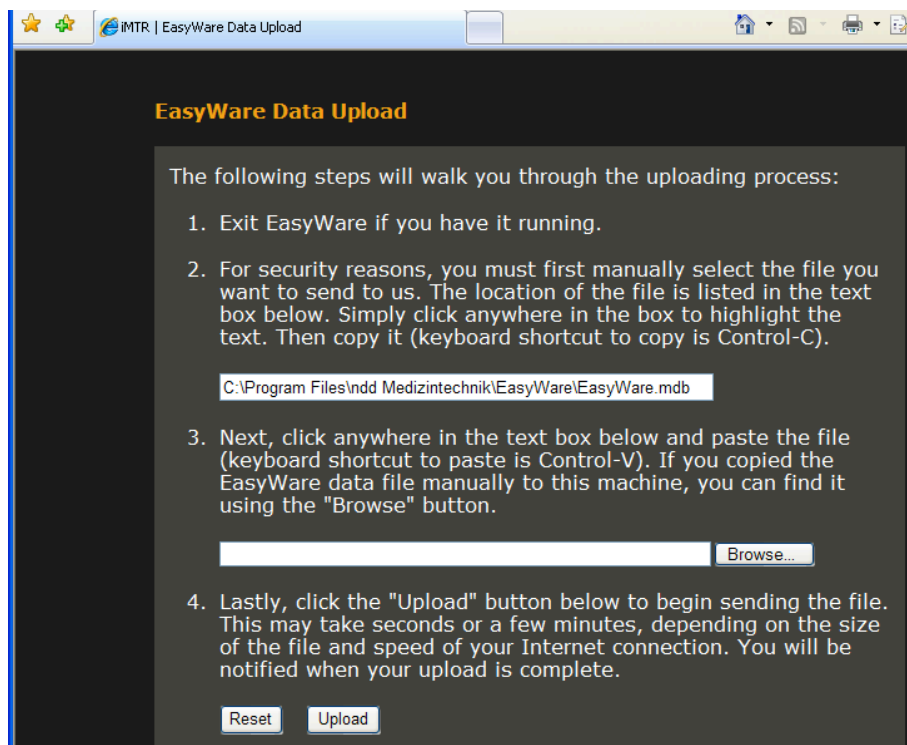 iMTR | EasyWare Data Upload
EasyWare Data Upload
The following steps will walk you through the uploading process:
1. Exit EasyWare if you have it running.
2. For security reasons, you must first manually select the file you
want to send to us. The location of the file is listed in the text
box below. Simply click anywhere in the box to highlight the
text. Then copy it (keyboard shortcut to copy is Control-C).
C:\Program Files\ndd Medizintechnik\EasyWare\EasyWare.mdb
3. Next, click anywhere in the text box below and paste the file
(keyboard shortcut to paste is Control-V). If you copied the
EasyWare data file manually to this machine, you can find it
using the "Browse" button.
Browse...
4. Lastly, click the "Upload" button below to begin sending the file.
This may take seconds or a few minutes, depending on the size
of the file and speed of your Internet connection. You will be
notified when your upload is complete.
Reset Upload